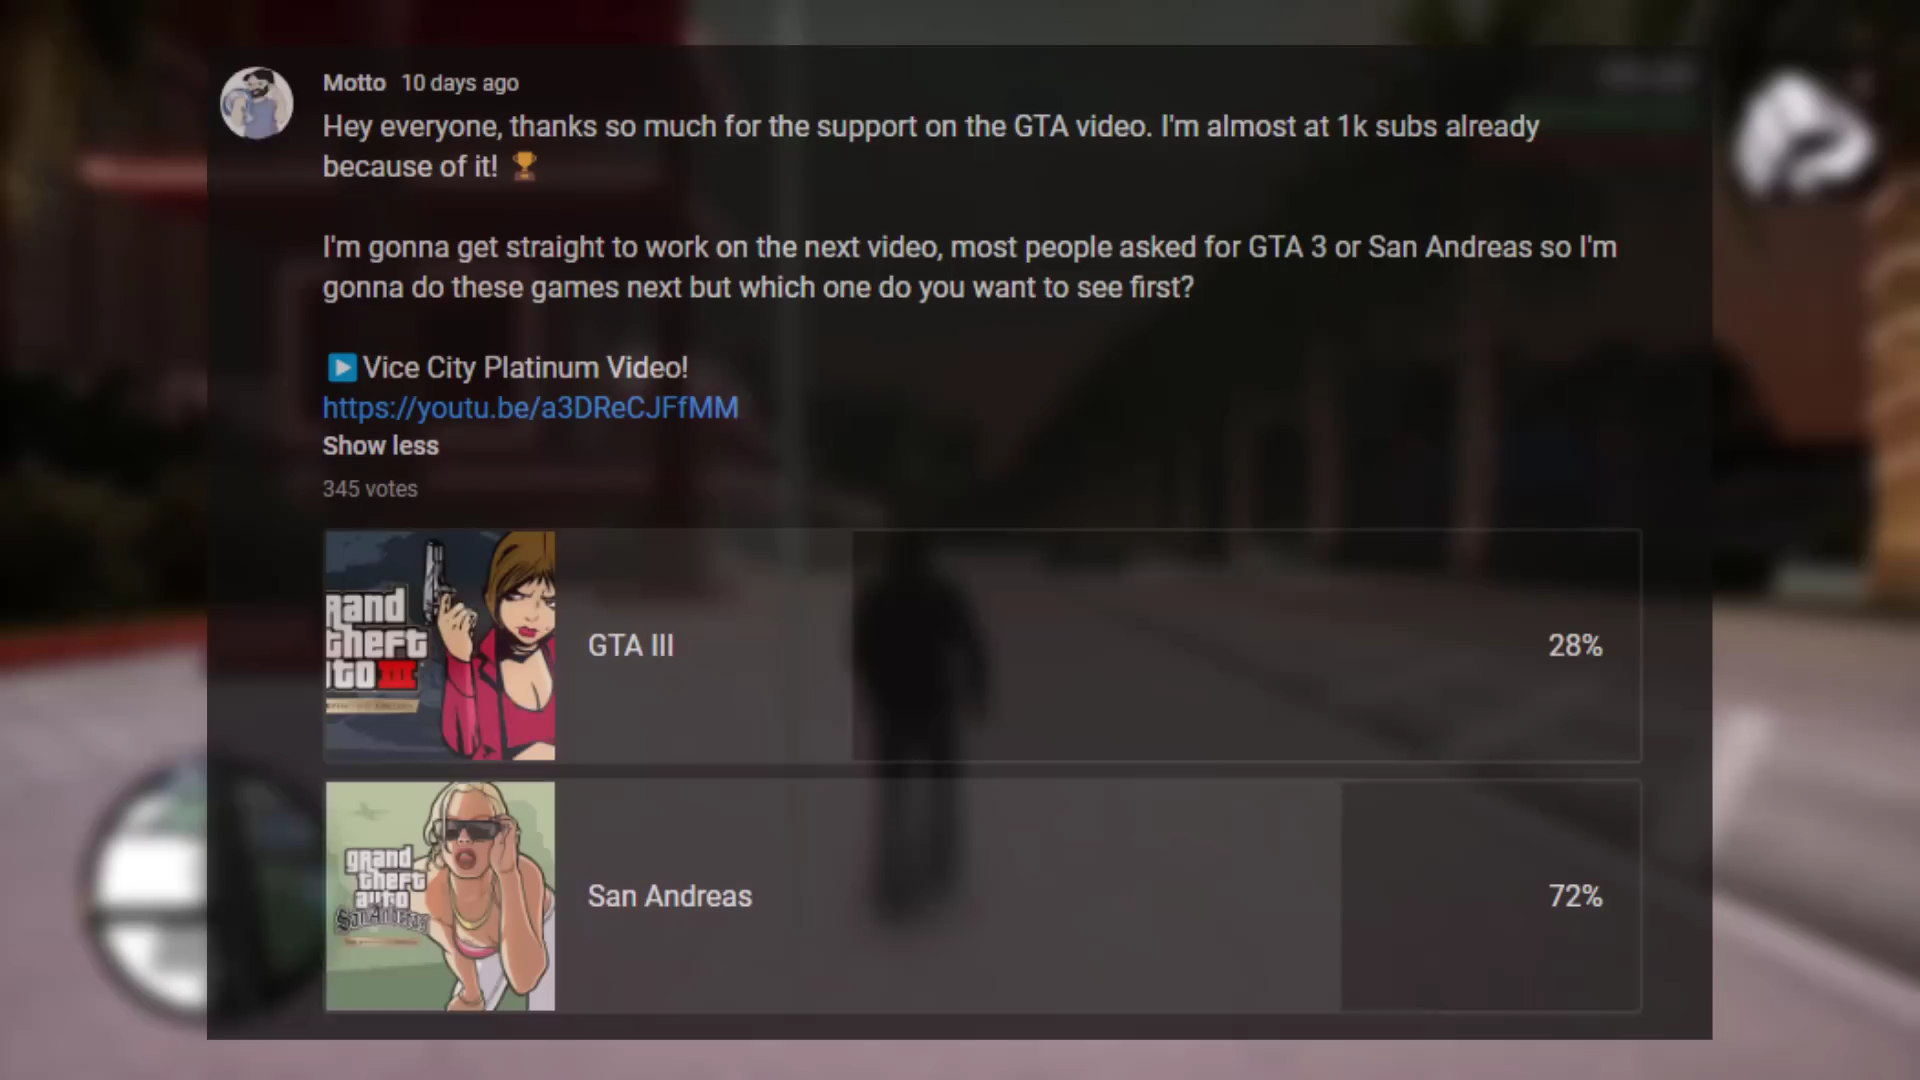 Motto 10 days ago
Hey everyone, thanks so much for the support on the GTA video. I'm almost at 1k subs already
because of it! 🏆
I'm gonna get straight to work on the next video, most people asked for GTA 3 or San Andreas so I'm
gonna do these games next but which one do you want to see first?
▶ Vice City Platinum Video!
https://youtu.be/a3DReCJFfMM
Show less
345 votes
rand
theft
ito III
GTA III
28%
grand
theft
auto
San Andreas
San Andreas
72%